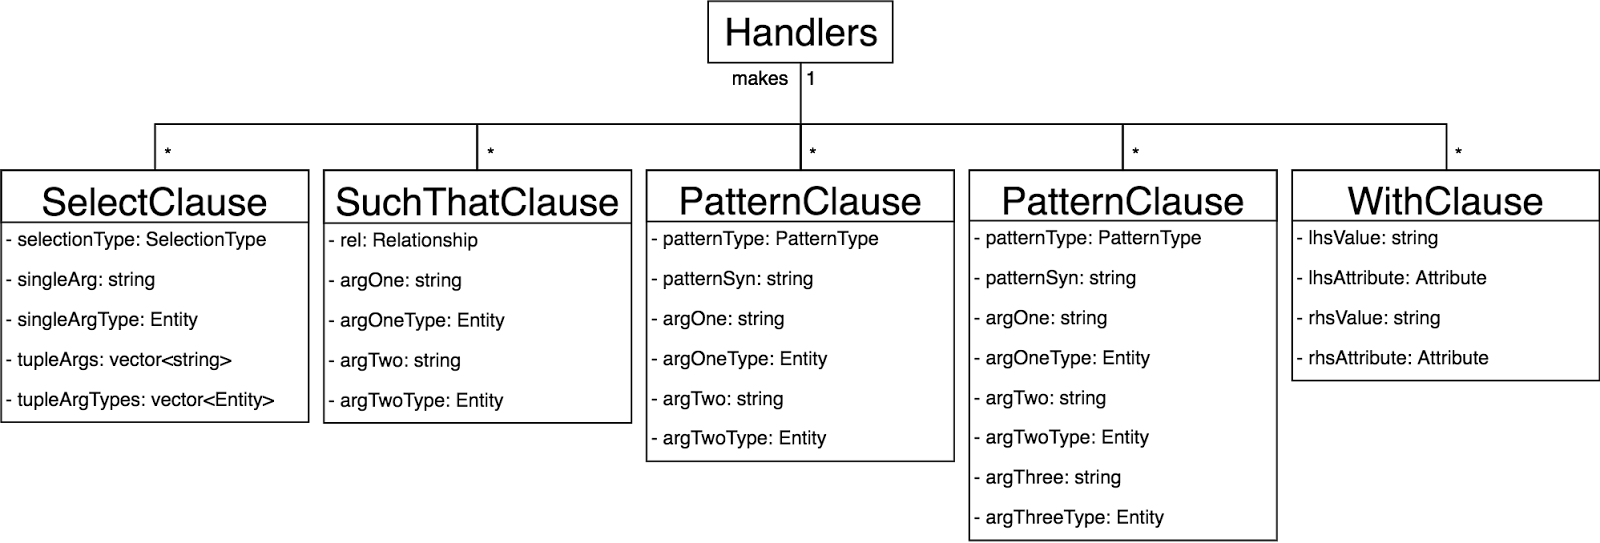 Handlers
makes 1
* * * * *
SelectClause
- selectionType: SelectionType
- singleArg: string
- singleArgType: Entity
- tupleArgs: vector<string>
- tupleArgTypes: vector<Entity>
SuchThatClause
- rel: Relationship
- argOne: string
- argOneType: Entity
- argTwo: string
- argTwoType: Entity
PatternClause
- patternType: PatternType
- patternSyn: string
- argOne: string
- argOneType: Entity
- argTwo: string
- argTwoType: Entity
PatternClause
- patternType: PatternType
- patternSyn: string
- argOne: string
- argOneType: Entity
- argTwo: string
- argTwoType: Entity
- argThree: string
- argThreeType: Entity
WithClause
- lhsValue: string
- lhsAttribute: Attribute
- rhsValue: string
- rhsAttribute: Attribute